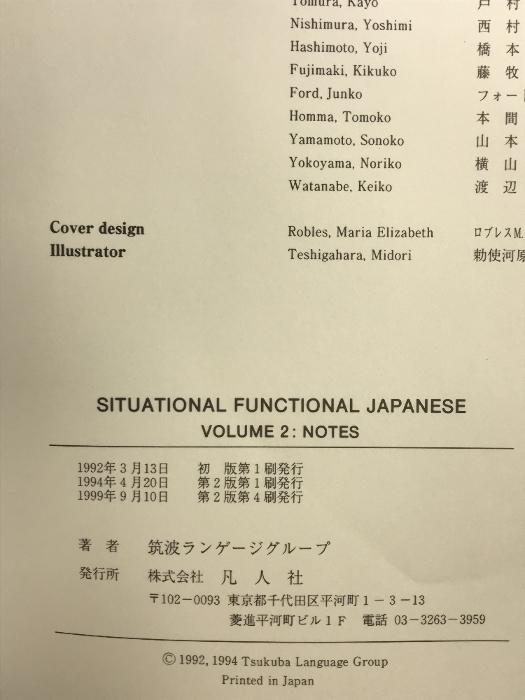 Tomura, Kayo 戸 村
Nishimura, Yoshimi 西 村
Hashimoto, Yoji 橋 本
Fujimaki, Kikuko 藤 牧
Ford, Junko フォー
Homma, Tomoko 本 間
Yamamoto, Sonoko 山 本
Yokoyama, Noriko 横 山
Watanabe, Keiko 渡 辺
Cover design Robles, Maria Elizabeth ロブレスM.
Illustrator Teshigahara, Midori 勅使河原
SITUATIONAL FUNCTIONAL JAPANESE
VOLUME 2: NOTES
1992年3月13日 初 版第1刷発行
1994年4月20日 第2版第1刷発行
1999年9月10日 第2版第4刷発行
著 者 筑波ランゲージグループ
発行所 株式会社 凡 人 社
〒102-0093 東京都千代田区平河町1-3-13
菱進平河町ビル1F 電話 03-3263-3959
© 1992, 1994 Tsukuba Language Group
Printed in Japan